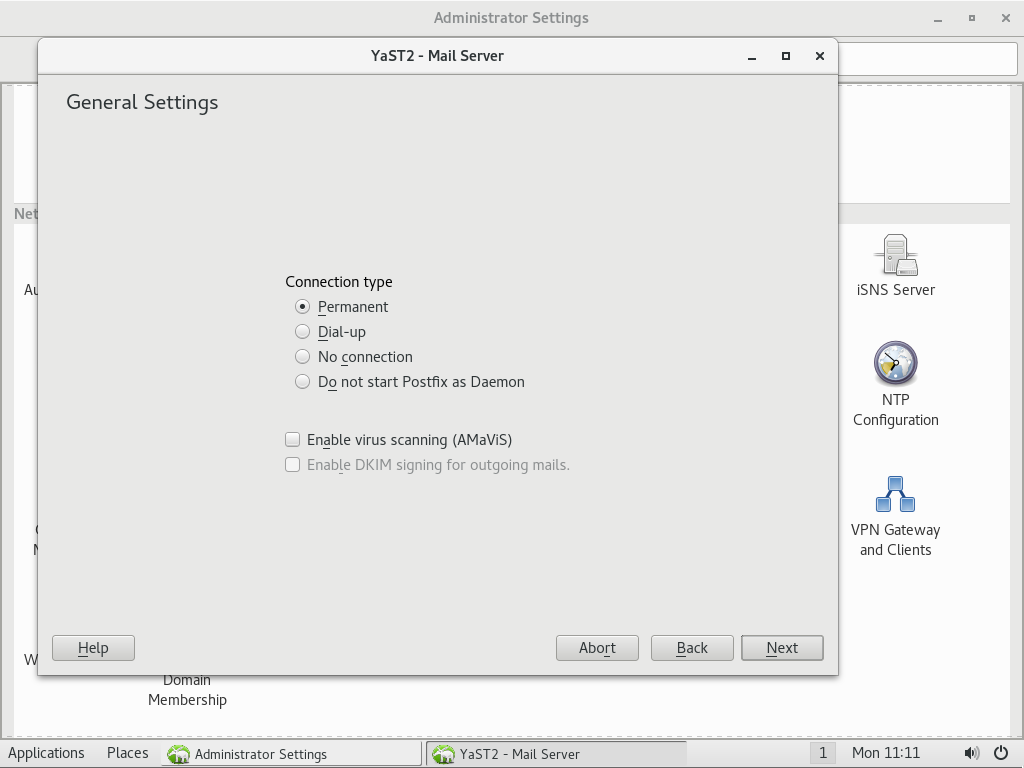 Administrator Settings
YaST2 - Mail Server
General Settings
Net
Connection type
Permanent
Dial-up
No connection
Do not start Postfix as Daemon
Enable virus scanning (AMaViS)
Enable DKIM signing for outgoing mails.
Help
Abort
Back
Next
iSNS Server
NTP
Configuration
VPN Gateway
and Clients
Domain
Membership
Applications
Places
Administrator Settings
YaST2 - Mail Server
1
Mon 11:11